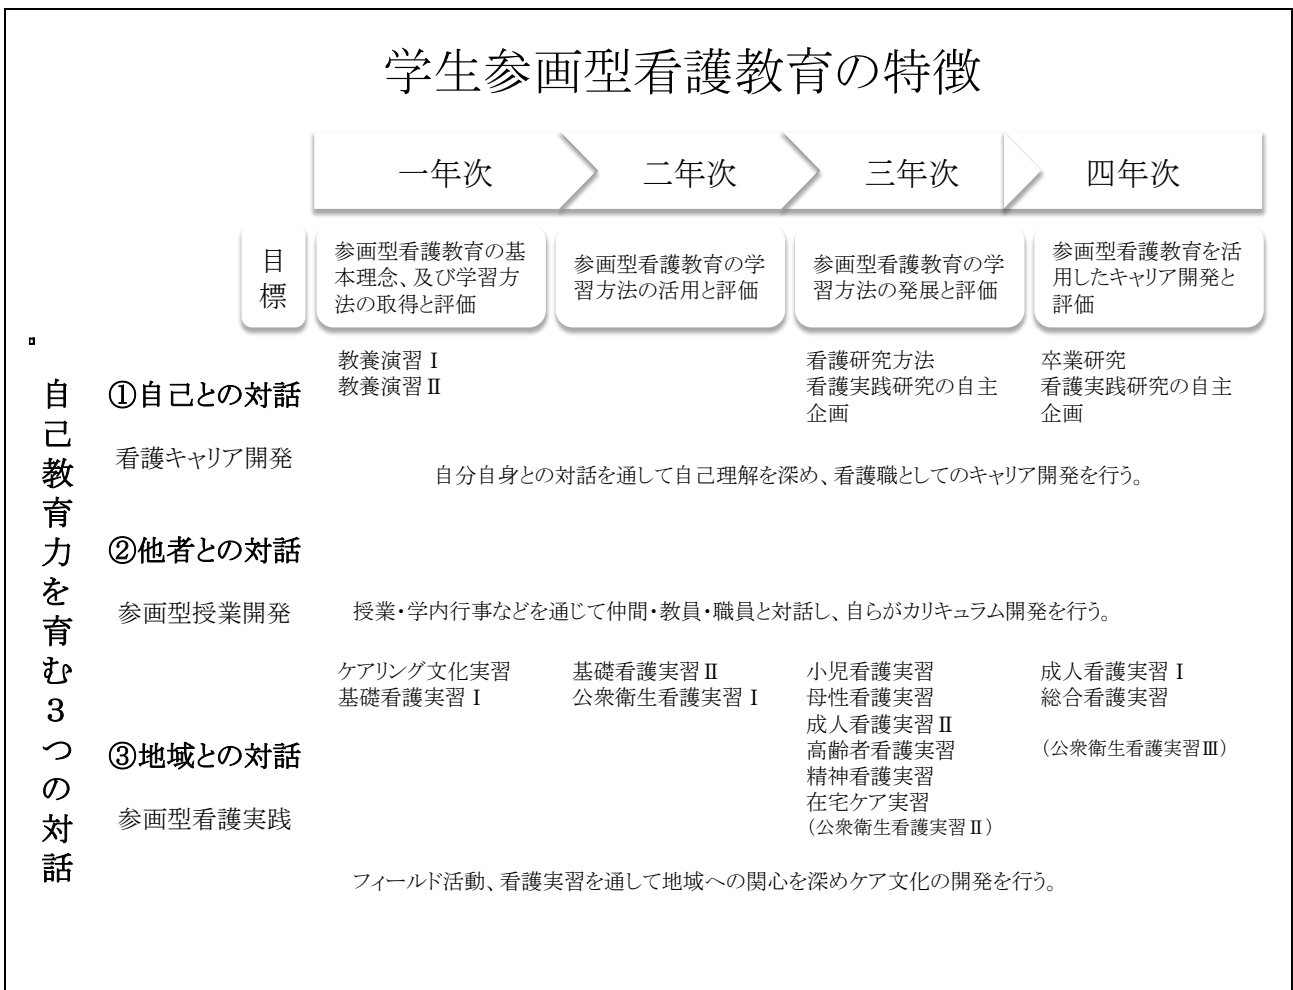 学生参画型看護教育の特徴
一年次
二年次
三年次
四年次
目
標
参画型看護教育の基
本理念、及び学習方
法の取得と評価
参画型看護教育の学
習方法の活用と評価
参画型看護教育の学
習方法の発展と評価
参画型看護教育を活
用したキャリア開発と
評価
自己教育力を育む３つの対話
①自己との対話
看護キャリア開発
教養演習Ⅰ
教養演習Ⅱ
看護研究方法
看護実践研究の自主
企画
卒業研究
看護実践研究の自主
企画
自分自身との対話を通して自己理解を深め、看護職としてのキャリア開発を行う。
②他者との対話
参画型授業開発
授業・学内行事などを通じて仲間・教員・職員と対話し、自らがカリキュラム開発を行う。
③地域との対話
参画型看護実践
ケアリング文化実習
基礎看護実習Ⅰ
基礎看護実習Ⅱ
公衆衛生看護実習Ⅰ
小児看護実習
母性看護実習
成人看護実習Ⅱ
高齢者看護実習
精神看護実習
在宅ケア実習
（公衆衛生看護実習Ⅱ）
成人看護実習Ⅰ
総合看護実習
（公衆衛生看護実習Ⅲ）
フィールド活動、看護実習を通して地域への関心を深めケア文化の開発を行う。